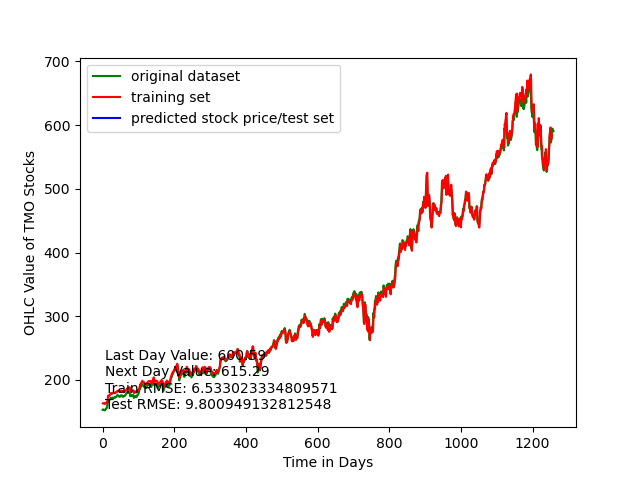 700
600
500
400
300
200
OHLC Value of TMO Stocks
original dataset
training set
predicted stock price/test set
Last Day Value:
Next Day Value: 615.29
Train RMSE: 6.533023334809571
Test RMSE: 9.800949132812548
0
200
400
600
800
1000
1200
Time in Days